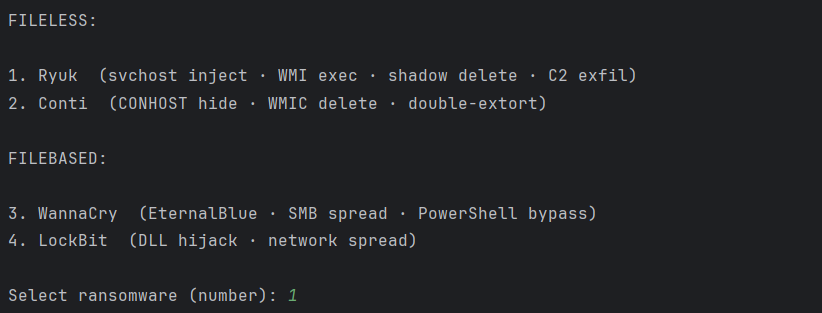 FILELESS:
1. Ryuk  (svchost inject · WMI exec · shadow delete · C2 exfil)
2. Conti  (CONHOST hide · WMIC delete · double-extort)
FILEBASED:
3. WannaCry  (EternalBlue · SMB spread · PowerShell bypass)
4. LockBit  (DLL hijack · network spread)
Select ransomware (number): 1